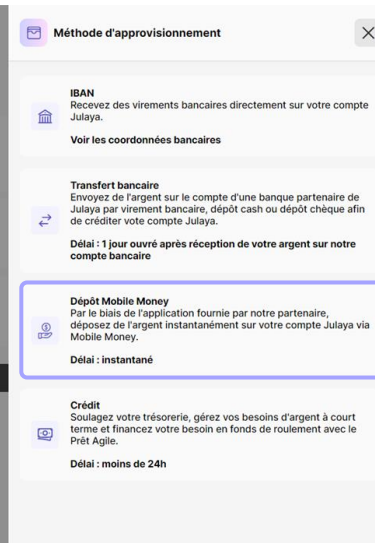 Méthode d'approvisionnement
IBAN
Recevez des virements bancaires directement sur votre compte
Julaya.
Voir les coordonnées bancaires
Transfert bancaire
Envoyez de l'argent sur le compte d'une banque partenaire de
Julaya par virement bancaire, dépôt cash ou dépôt chèque afin
de créditer vote compte Julaya.
Délai : 1 jour ouvré après réception de votre argent sur notre
compte bancaire
Dépôt Mobile Money
Par le biais de l'application fournie par notre partenaire,
déposez de l'argent instantanément sur votre compte Julaya via
Mobile Money.
Délai : instantané
Crédit
Soulagez votre trésorerie, gérez vos besoins d'argent à court
terme et financez votre besoin en fonds de roulement avec le
Prêt Agile.
Délai : moins de 24h